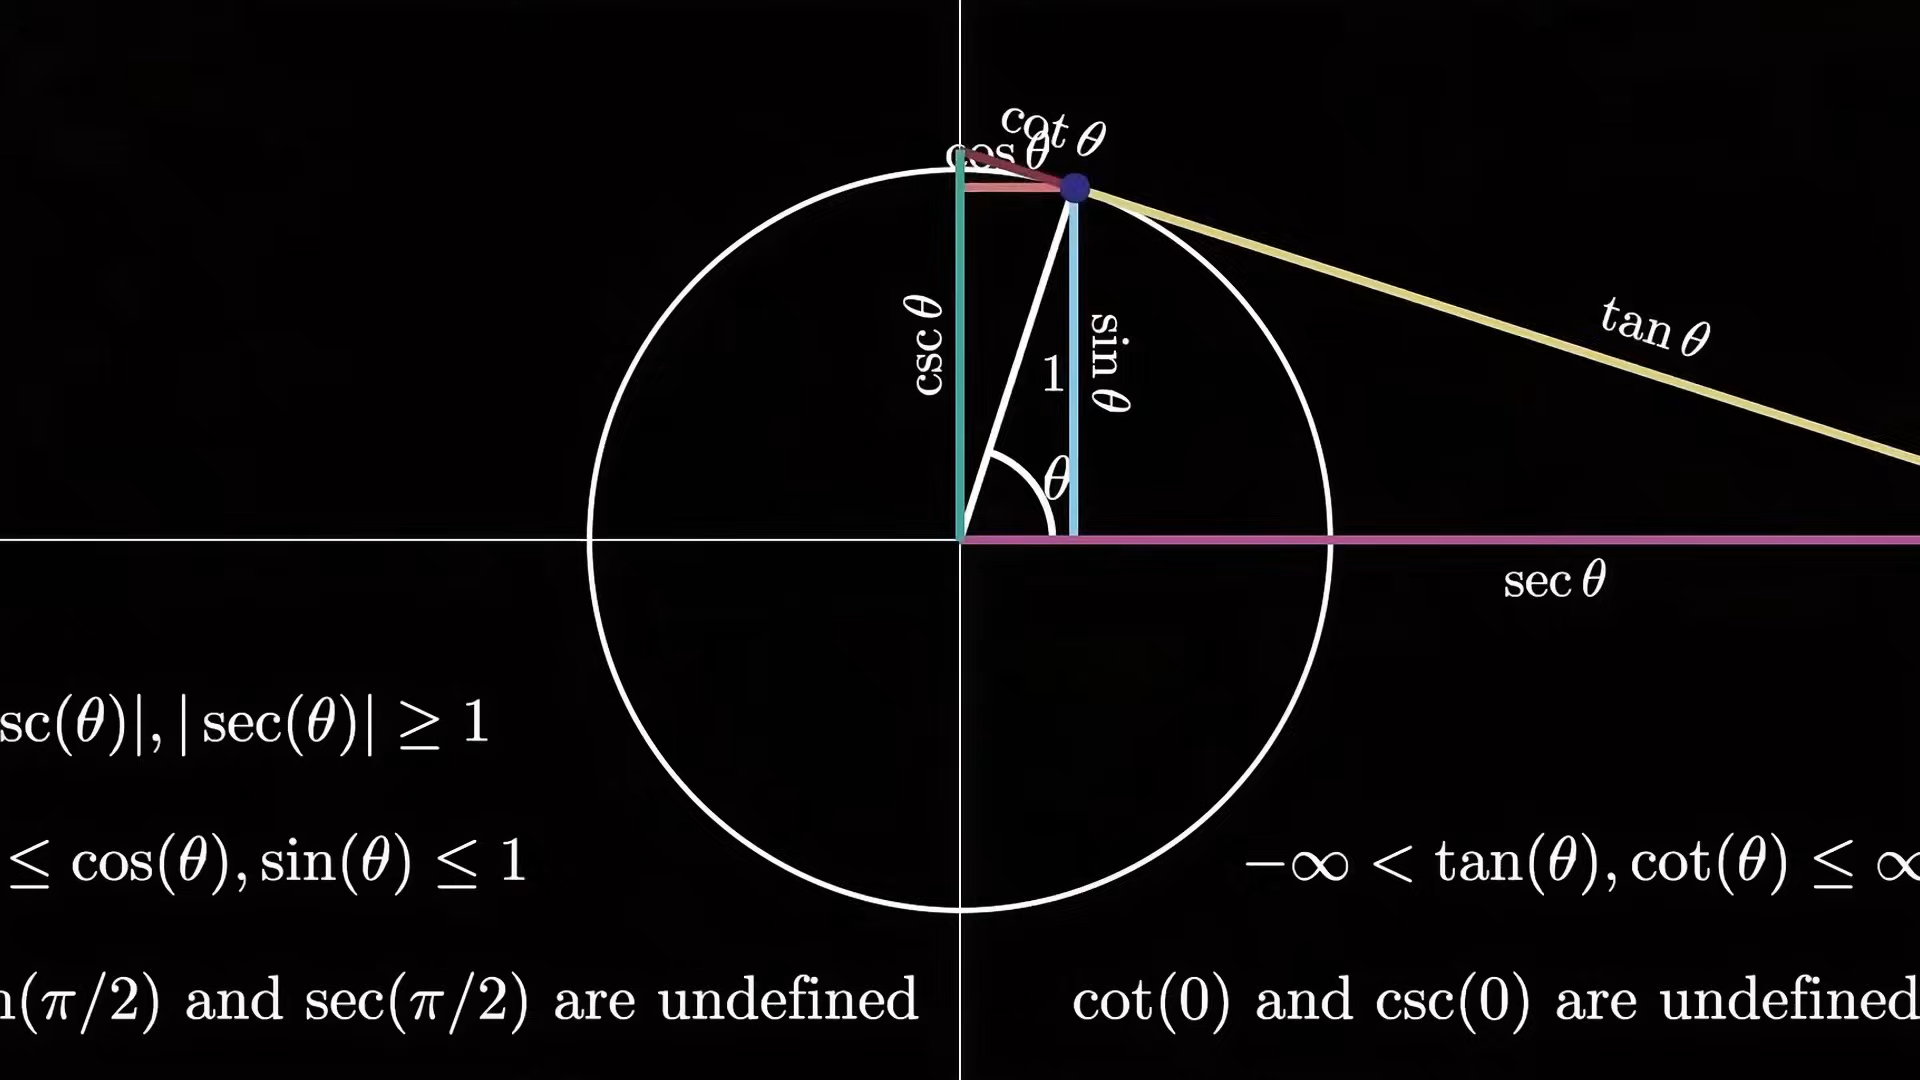 cot θ
cos θ
csc θ
sin θ
1
θ
tan θ
sec θ
sc(θ)|, | sec(θ)| ≥ 1
≤ cos(θ), sin(θ) ≤ 1
−∞ < tan(θ), cot(θ) ≤ ∞
n(π/2) and sec(π/2) are undefined
cot(0) and csc(0) are undefined